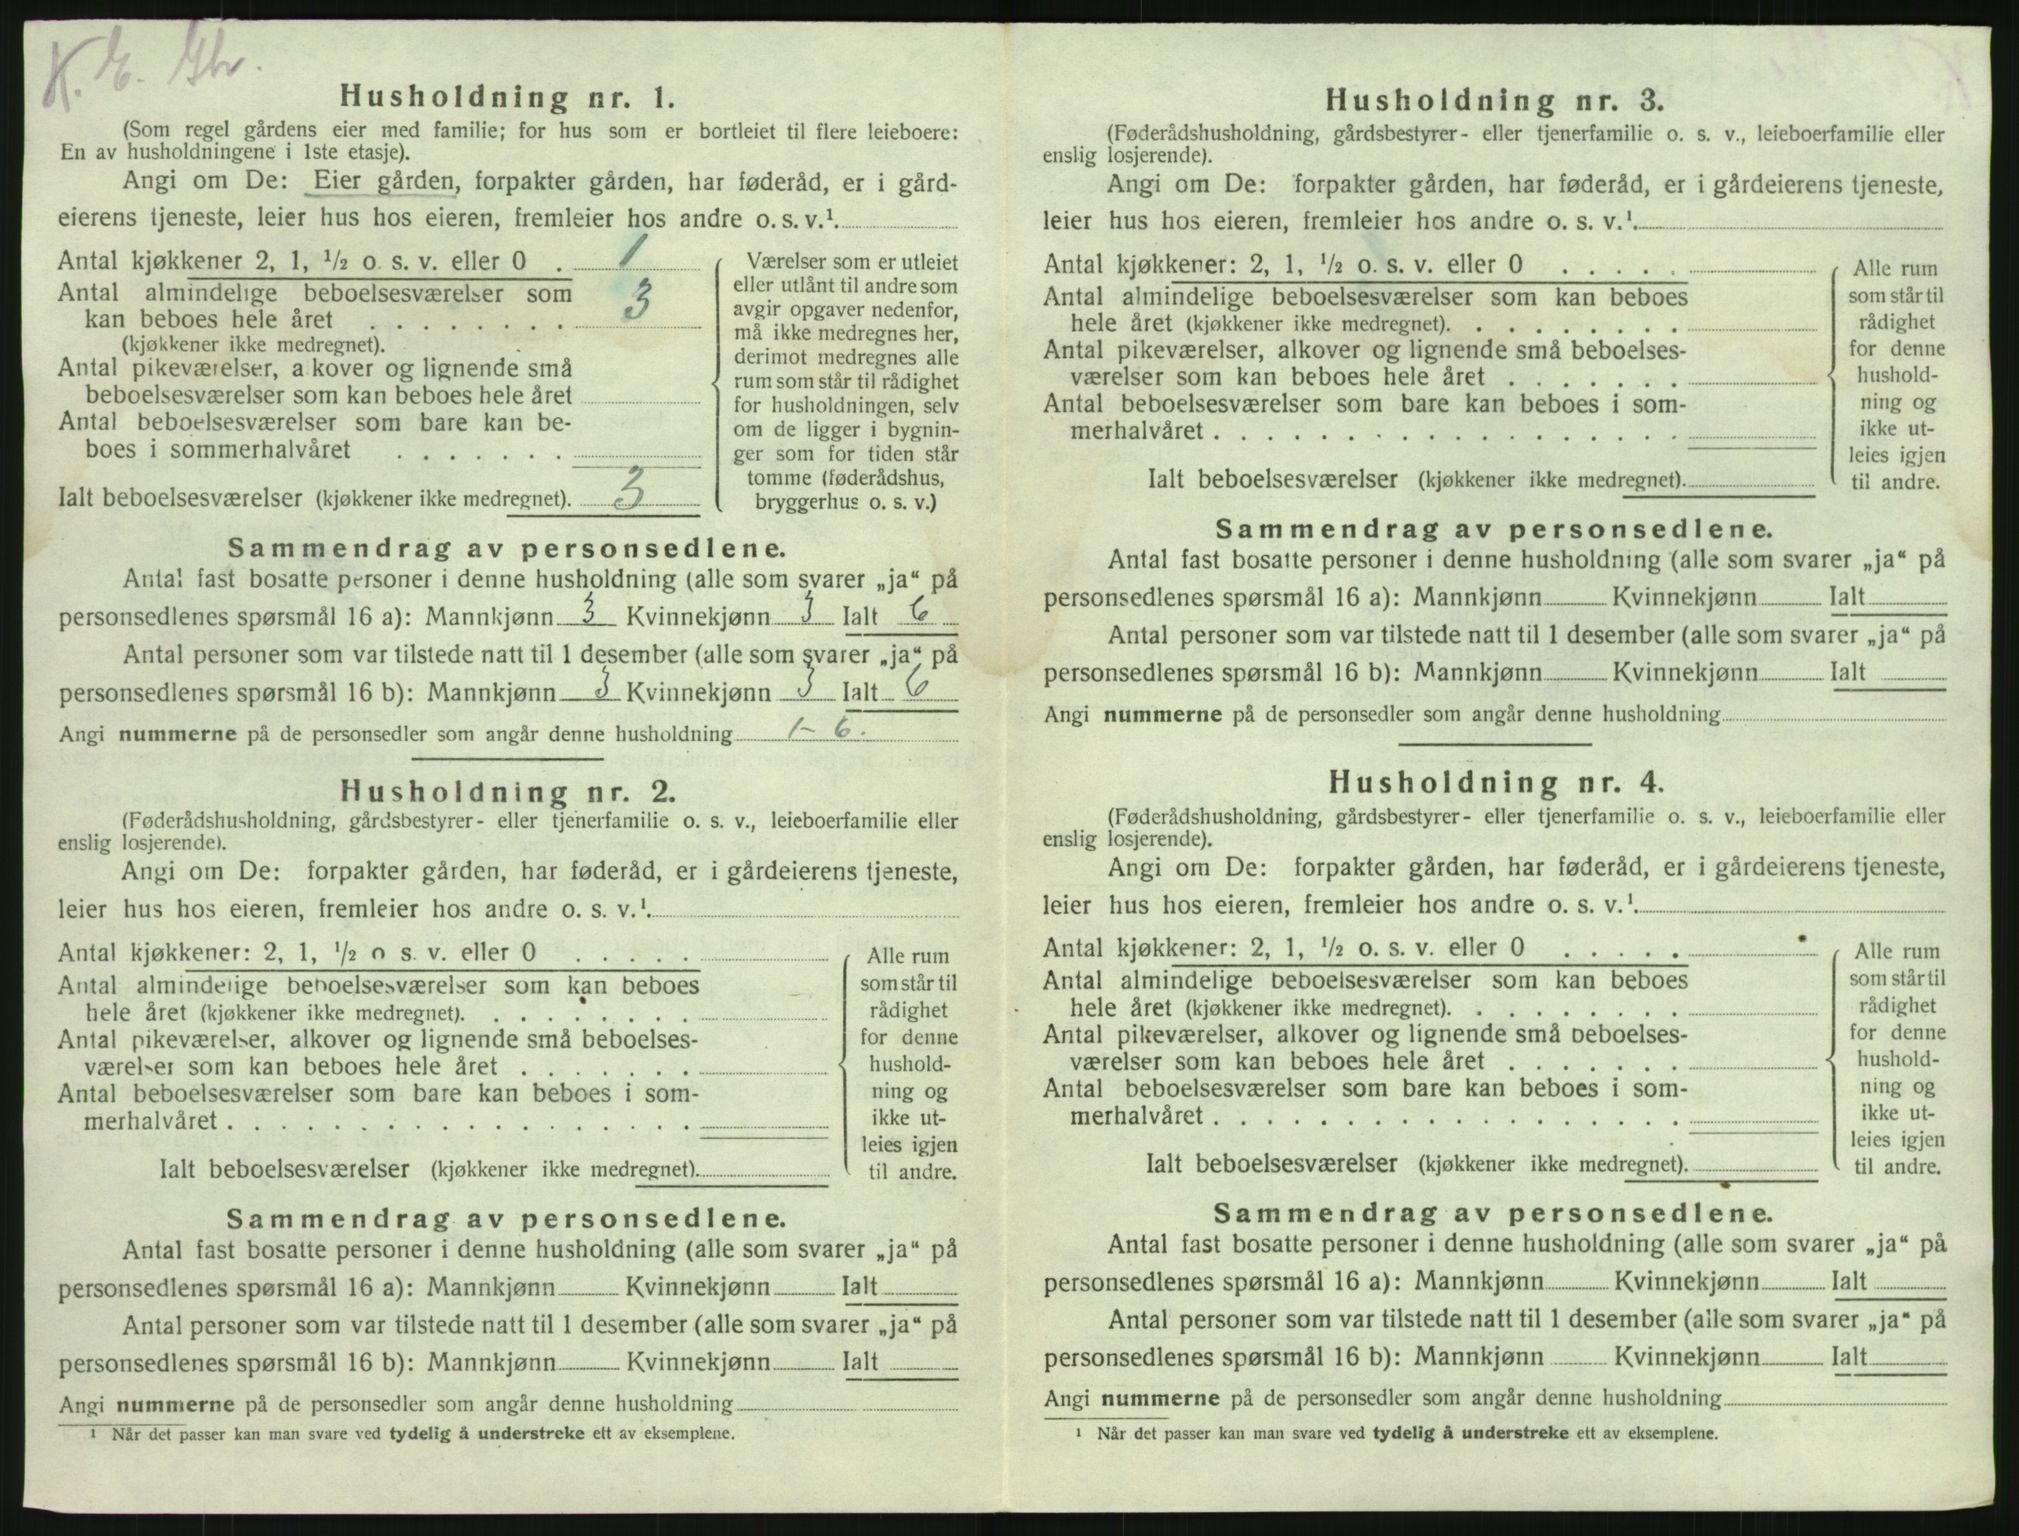 K. E. Gbr.
Husholdning nr. 1.
(Som regel gårdens eier med familie; for hus som er bortleiet til flere leieboere:
En av husholdningene i 1ste etasje).
Angi om De: Eier gården, forpakter gården, har føderåd, er i gård-
eierens tjeneste, leier hus hos eieren, fremleier hos andre o. s. v.¹.
Antal kjøkkener 2, 1, ½ o. s. v. eller 0 . 1
Antal almindelige beboelsesværelser som
kan beboes hele året . . . . . . . . 3
(kjøkkener ikke medregnet).
Antal pikeværelser, a kover og lignende små
beboelsesværelser som kan beboes hele året
Antal beboelsesværelser som bare kan be-
boes i sommerhalvåret . . . . . . .
Ialt beboelsesværelser (kjøkkener ikke medregnet). 3
Værelser som er utleiet
eller utlånt til andre som
avgir opgaver nedenfor,
må ikke medregnes her,
derimot medregnes alle
rum som står til rådighet
for husholdningen, selv
om de ligger i bygnin-
ger som for tiden står
tomme (føderådshus,
bryggerhus o. s. v.)
Sammendrag av personsedlene.
Antal fast bosatte personer i denne husholdning (alle som svarer „ja“ på
personsedlenes spørsmål 16 a): Mannkjønn 3 Kvinnekjønn 3 Ialt 6
Antal personer som var tilstede natt til 1 desember (alle som svarer „ja“ på
personsedlenes spørsmål 16 b): Mannkjønn 3 Kvinnekjønn 3 Ialt 6
Angi nummerne på de personsedler som angår denne husholdning 1-6.
Husholdning nr. 2.
(Føderådshusholdning, gårdsbestyrer- eller tjenerfamilie o. s. v., leieboerfamilie eller
enslig losjerende).
Angi om De: forpakter gården, har føderåd, er i gårdeierens tjeneste,
leier hus hos eieren, fremleier hos andre o. s. v.¹.
Antal kjøkkener: 2, 1, ½ o s. v. eller 0 . . . . .
Antal almindelige beboelsesværelser som kan beboes
hele året (kjøkkener ikke medregnet). . . . . . . . .
Antal pikeværelser, alkover og lignende små beboelses-
værelser som kan beboes hele året . . . . . . .
Antal beboelsesværelser som bare kan beboes i som-
merhalvåret . . . . . . . . . . . . . . . . . .
Ialt beboelsesværelser (kjøkkener ikke medregnet).
Alle rum
som står til
rådighet
for denne
hushold-
ning og
ikke ut-
leies igjen
til andre.
Sammendrag av personsedlene.
Antal fast bosatte personer i denne husholdning (alle som svarer „ja“ på
personsedlenes spørsmål 16 a): Mannkjønn Kvinnekjønn Ialt
Antal personer som var tilstede natt til 1 desember (alle som svarer „ja“ på
personsedlenes spørsmål 16 b): Mannkjønn Kvinnekjønn Ialt
Angi nummerne på de personsedler som angår denne husholdning
¹ Når det passer kan man svare ved tydelig å understreke ett av eksemplene.
Husholdning nr. 3.
(Føderådshusholdning, gårdsbestyrer- eller tjenerfamilie o. s. v., leieboerfamilie eller
enslig losjerende).
Angi om De: forpakter gården, har føderåd, er i gårdeierens tjeneste,
leier hus hos eieren, fremleier hos andre o. s. v.¹.
Antal kjøkkener: 2, 1, ½ o. s. v. eller 0 . . . . .
Antal almindelige beboelsesværelser som kan beboes
hele året (kjøkkener ikke medregnet). . . . . . . . .
Antal pikeværelser, alkover og lignende små beboelses-
værelser som kan beboes hele året . . . . . . .
Antal beboelsesværelser som bare kan beboes i som-
merhalvåret . . . . . . . . . . . . . . . . . .
Ialt beboelsesværelser (kjøkkener ikke medregnet).
Alle rum
som står til
rådighet
for denne
hushold-
ning og
ikke ut-
leies igjen
til andre.
Sammendrag av personsedlene.
Antal fast bosatte personer i denne husholdning (alle som svarer „ja“ på
personsedlenes spørsmål 16 a): Mannkjønn Kvinnekjønn Ialt
Antal personer som var tilstede natt til 1 desember (alle som svarer „ja“ på
personsedlenes spørsmål 16 b): Mannkjønn Kvinnekjønn Ialt
Angi nummerne på de personsedler som angår denne husholdning
Husholdning nr. 4.
(Føderådshusholdning, gårdsbestyrer- eller tjenerfamilie o. s. v., leieboerfamilie eller
enslig losjerende).
Angi om De: forpakter gården, har føderåd, er i gårdeierens tjeneste,
leier hus hos eieren, fremleier hos andre o. s. v.¹.
Antal kjøkkener: 2, 1, ½ o. s. v. eller 0 . . . . .
Antal almindelige beboelsesværelser som kan beboes
hele året (kjøkkener ikke medregnet). . . . . . . . .
Antal pikeværelser, alkover og lignende små beboelses-
værelser som kan beboes hele året . . . . . . .
Antal beboelsesværelser som bare kan beboes i som-
merhalvåret . . . . . . . . . . . . . . . . . .
Ialt beboelsesværelser (kjøkkener ikke medregnet).
Alle rum
som står til
rådighet
for denne
hushold-
ning og
ikke ut-
leies igjen
til andre.
Sammendrag av personsedlene.
Antal fast bosatte personer i denne husholdning (alle som svarer „ja“ på
personsedlenes spørsmål 16 a): Mannkjønn Kvinnekjønn Ialt
Antal personer som var tilstede natt til 1 desember (alle som svarer „ja“ på
personsedlenes spørsmål 16 b): Mannkjønn Kvinnekjønn Ialt
Angi nummerne på de personsedler som angår denne husholdning
¹ Når det passer kan man svare ved tydelig å understreke ett av eksemplene.